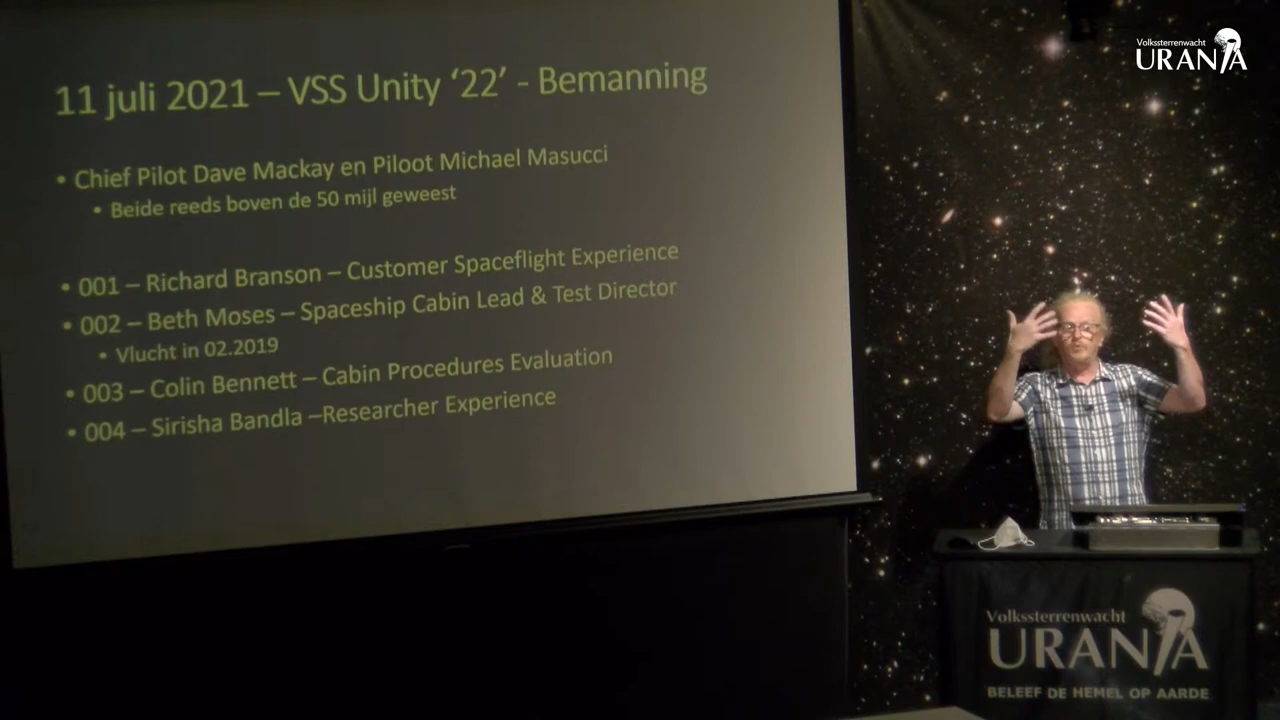 11 juli 2021 – VSS Unity ‘22’ - Bemanning
• Chief Pilot Dave Mackay en Piloot Michael Masucci
• Beide reeds boven de 50 mijl geweest
• 001 – Richard Branson – Customer Spaceflight Experience
• 002 – Beth Moses – Spaceship Cabin Lead & Test Director
• Vlucht in 02.2019
• 003 – Colin Bennett – Cabin Procedures Evaluation
• 004 – Sirisha Bandla –Researcher Experience
Volkssterrenwacht
URANIA
Volkssterrenwacht
URANIA
BELEEF DE HEMEL OP AARDE